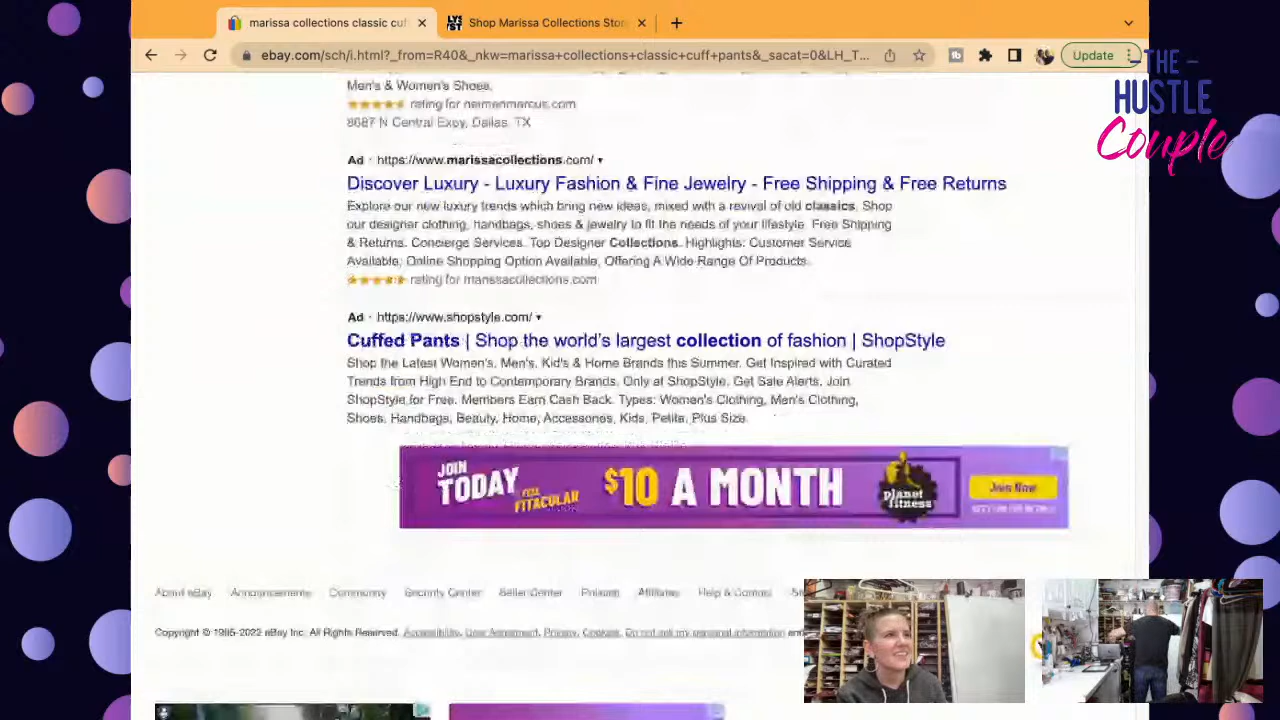 marissa collections classic cuf
Shop Marissa Collections Stor
ebay.com/sch/i.html?_from=R40&_nkw=marissa+collections+classic+cuff+pants&_sacat=0&LH_T...
Update
THE
HUSTLE
Couple
Men's & Women's Shoes.
rating for neimanmarcus.com
8687 N Central Expy, Dallas, TX
Ad · https://www.marissacollections.com/
Discover Luxury - Luxury Fashion & Fine Jewelry - Free Shipping & Free Returns
Explore our new luxury trends which bring new ideas, mixed with a revival of old classics. Shop
our designer clothing, handbags, shoes & jewelry to fit the needs of your lifestyle. Free Shipping
& Returns. Concierge Services. Top Designer Collections. Highlights: Customer Service
Available, Online Shopping Option Available, Offering A Wide Range Of Products.
rating for marissacollections.com
Ad · https://www.shopstyle.com/
Cuffed Pants | Shop the world's largest collection of fashion | ShopStyle
Shop the Latest Women's, Men's, Kid's & Home Brands this Summer. Get Inspired with Curated
Trends from High End to Contemporary Brands. Only at ShopStyle. Get Sale Alerts. Join
ShopStyle for Free. Members Earn Cash Back. Types: Women's Clothing, Men's Clothing,
Shoes, Handbags, Beauty, Home, Accessories, Kids, Petite, Plus Size.
JOIN
TODAY
FEEL
FITACULAR
$10 A MONTH
planet
fitness
Join Now
About eBay Announcements Community Security Center Seller Center Policies Affiliates Help & Contact
Copyright © 1995-2022 eBay Inc. All Rights Reserved. Accessibility, User Agreement, Privacy, Cookies, Do not sell my personal information and